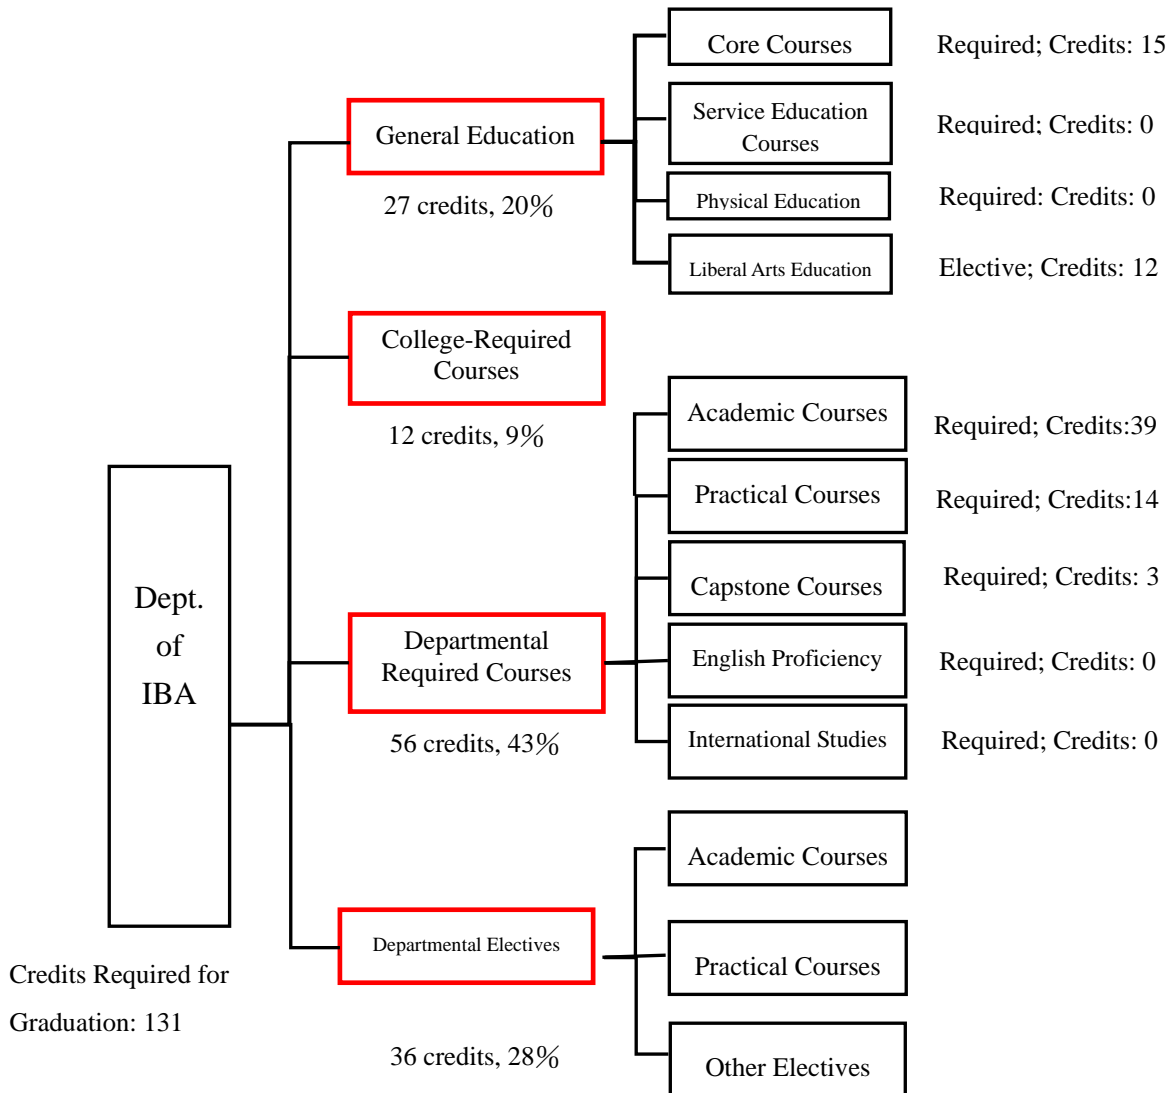 Core Courses
Required; Credits: 15
Service Education
Courses
Required; Credits: 0
General Education
27 credits, 20%
Physical Education
Required: Credits: 0
Liberal Arts Education
Elective; Credits: 12
College-Required
Courses
12 credits, 9%
Academic Courses
Required; Credits:39
Practical Courses
Required; Credits:14
Capstone Courses
Required; Credits: 3
Dept.
of
IBA
Departmental
Required Courses
56 credits, 43%
English Proficiency
Required; Credits: 0
International Studies
Required; Credits: 0
Academic Courses
Departmental Electives
Practical Courses
Credits Required for
Graduation: 131
36 credits, 28%
Other Electives